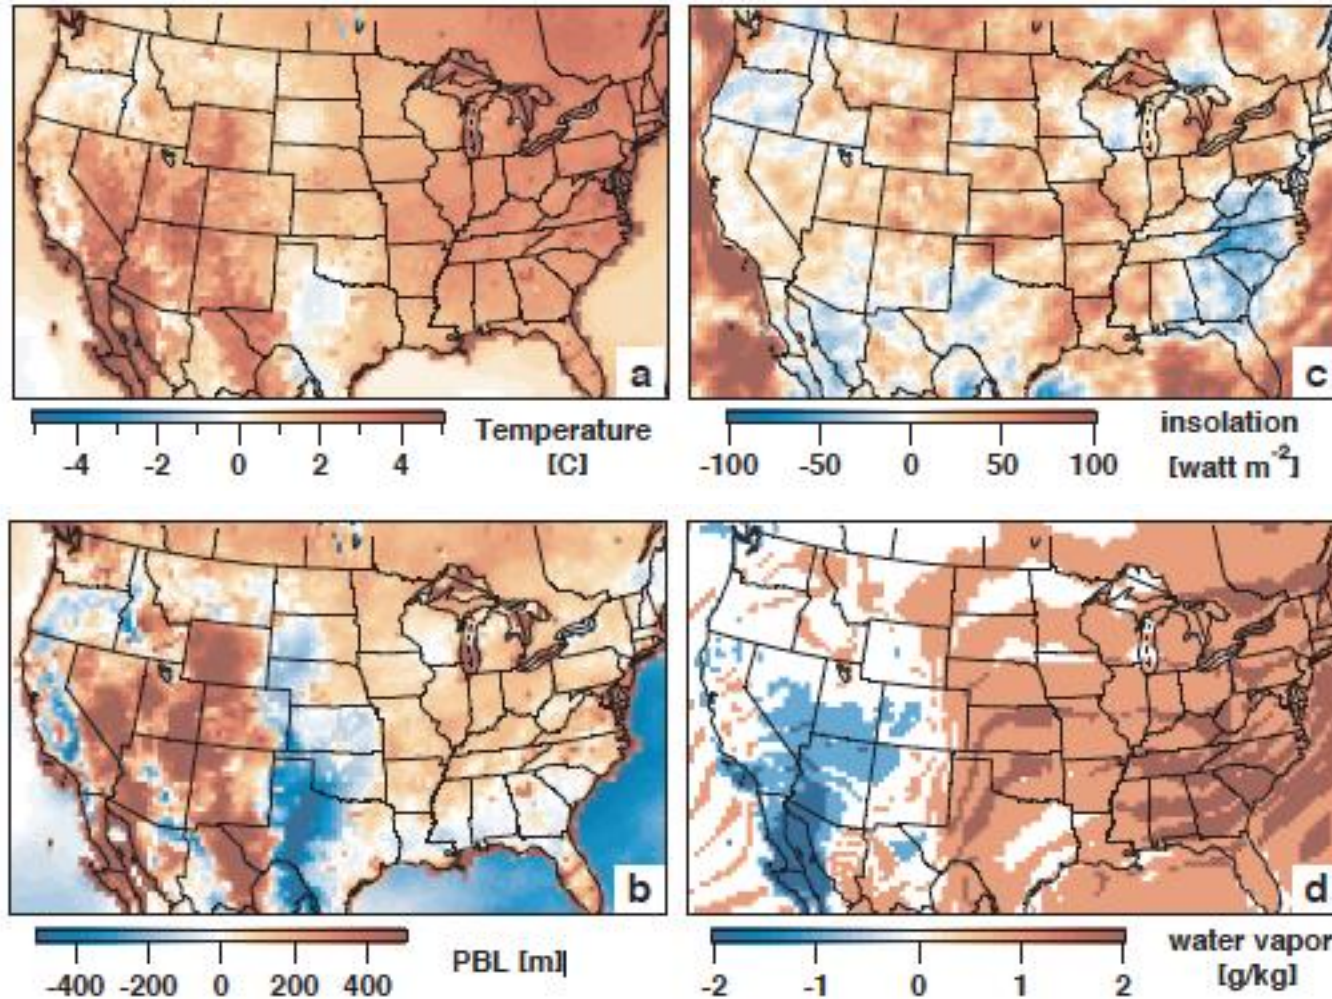 a
c
-4 -2 0 2 4
Temperature
[C]
-100 -50 0 50 100
insolation
[watt m-2]
b
d
-400 -200 0 200 400
PBL [m]
-2 -1 0 1 2
water vapor
[g/kg]